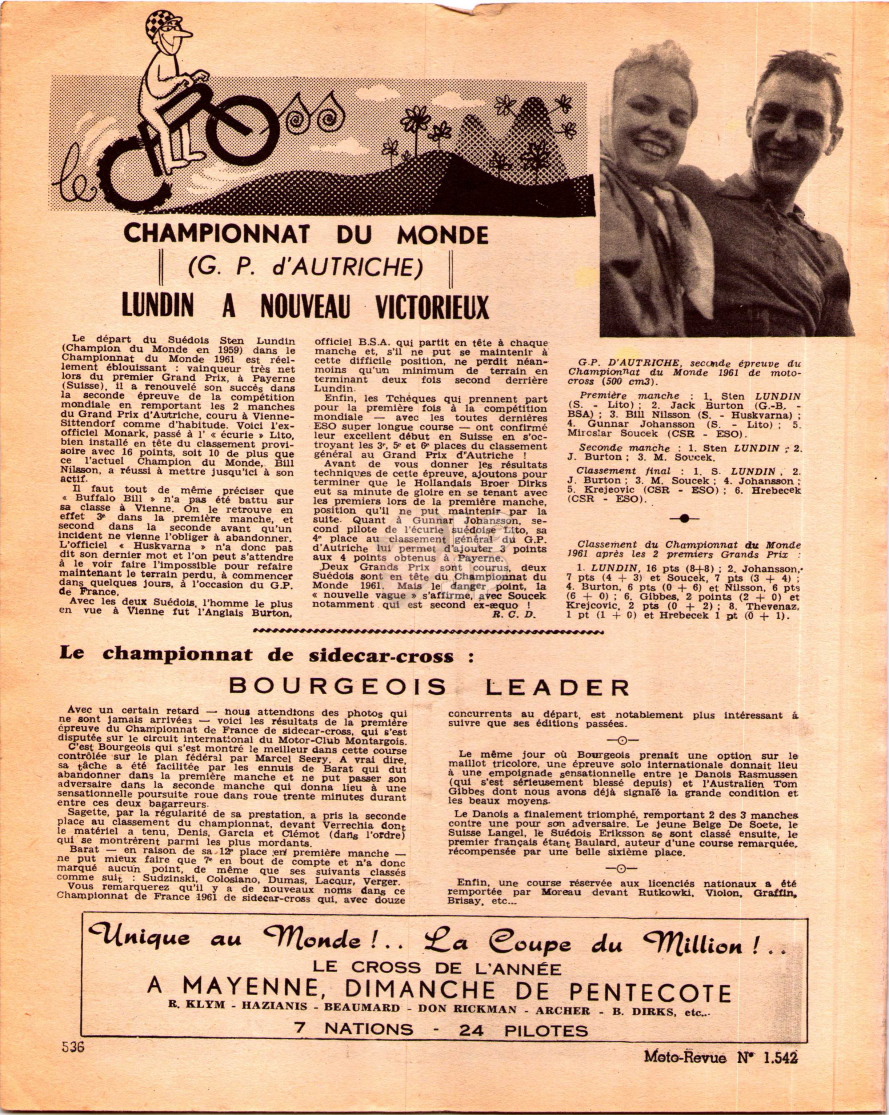 le
CHAMPIONNAT DU MONDE
(G. P. d'AUTRICHE)
LUNDIN A NOUVEAU VICTORIEUX
Le départ du Suédois Sten Lundin
(Champion du Monde en 1959) dans le
Championnat du Monde 1961 est réel-
lement éblouissant : vainqueur très net
lors du premier Grand Prix, à Payerne
(Suisse), il a renouvelé son succès dans
la seconde épreuve de la compétition
mondiale en remportant les 2 manches
du Grand Prix d'Autriche, couru à Vienne-
Sittendorf comme d'habitude. Voici l'ex-
officiel Monark, passé à l' « écurie » Lito,
bien installé en tête du classement provi-
soire avec 16 points, soit 10 de plus que
ce l'actuel Champion du Monde, Bill
Nilsson, a réussi à mettre jusqu'ici à son
actif.
Il faut tout de même préciser que
« Buffalo Bill » n'a pas été battu sur
sa classe à Vienne. On le retrouve en
effet 3e dans la première manche, et
second dans la seconde avant qu'un
incident ne vienne l'obliger à abandonner.
L'officiel « Huskvarna » n'a donc pas
dit son dernier mot et l'on peut s'attendre
à le voir faire l'impossible pour refaire
maintenant le terrain perdu, à commencer
dans quelques jours, à l'occasion du G.P.
de France.
Avec les deux Suédois, l'homme le plus
en vue à Vienne fut l'Anglais Burton,
officiel B.S.A. qui partit en tête à chaque
manche et, s'il ne put se maintenir à
cette difficile position, ne perdit néan-
moins qu'un minimum de terrain en
terminant deux fois second derrière
Lundin.
Enfin, les Tchéques qui prennent part
pour la première fois à la compétition
mondiale — avec les toutes dernières
ESO super longue course — ont confirmé
leur excellent début en Suisse en s'oc-
troyant les 3e, 5e et 6e places du classement
général au Grand Prix d'Autriche !
Avant de vous donner les résultats
techniques de cette épreuve, ajoutons pour
terminer que le Hollandais Broer Dirks
eut sa minute de gloire en se tenant avec
les premiers lors de la première manche,
position qu'il ne put maintenir par la
suite. Quant à Gunnar Johansson, se-
cond pilote de l'écurie suédoise Lito, sa
4e place au classement général du G.P.
d'Autriche lui permet d'ajouter 3 points
aux 4 points obtenus à Payerne.
Deux Grands Prix sont courus, deux
Suédois son en tête du Championnat du
Monde 1961. Mais le danger point, la
« nouvelle vague » s'affirme, avec Soucek
notamment qui est second ex-æquo !
R. C. D.
G.P. D'AUTRICHE, seconde épreuve du
Championnat du Monde 1961 de moto-
cross (500 cm3).
Première manche : 1, Sten LUNDIN
(S. - Lito) ; 2. Jack Burton (G.-B. -
BSA) ; 3. Bill Nilsson (S. - Huskvarna) ;
4. Gunnar Johansson (S. - Lito) ; 5.
Miroslar Soucek (CSR - ESO).
Seconde manche : 1. Sten LUNDIN ; 2.
J. Burton ; 3. M. Soucek.
Classement final : 1. S. LUNDIN, 2.
J. Burton ; 3. M. Soucek ; 4. Johansson ;
5. Krejovic (CSR - ESO) ; 6. Hrebecek
(CSR - ESO).
Classement du Championnat du Monde
1961 après les 2 premiers Grands Prix :
1. LUNDIN, 16 pts (8+8) ; 2. Johanson,
7 pts (4 + 3) et Soucek, 7 pts (3 + 4) ;
4. Burton, 6 pts (0 + 6) et Nilsson, 6 pts
(6 + 0) ; 6. Gibbes, 2 points (2 + 0) et
Krejcovic, 2 pts (0 + 2) ; 8. Thevenaz,
1 pt (1 + 0) et Hrebecek 1 pt (0 + 1).
Le championnat de sidecar-cross :
BOURGEOIS LEADER
Avec un certain retard — nous attendions des photos qui
ne sont jamais arrivées — voici les résultats de la première
épreuve du Championnat de France de sidecar-cross, qui s'est
disputée sur le circuit international du Motor-Club Montargois.
C'est Bourgeois qui s'est montré le meilleur dans cette course
contrôlée sur le plan fédéral par Marcel Seery. A vrai dire,
sa tâche a été facilitée par les ennuis de Barat qui dut
abandonner dans la première manche et ne put passer son
adversaire dans la seconde manche qui donna lieu à une
sensationnelle poursuite roue dans roue trente minutes durant
entre ces deux bagarreurs.
Sagette, par la régularité de sa prestation, a pris la seconde
place au classement du championnat, devant Verrechia dont
le matériel a tenu, Denis, Garcia et Clémot (dans l'ordre)
qui se montrèrent parmi les plus mordants.
Barat — en raison de sa 12e place en première manche —
ne put mieux faire que 7e en bout de compte et n'a donc
marqué aucun point, de même que ses suivants classés
comme suit : Sudzinski, Colosiano, Dumas, Lacqur, Verger.
Vous remarquerez qu'il y a de nouveaux noms dans ce
Championnat de France 1961 de sidecar-cross qui, avec douze
concurrents au départ, est notablement plus intéressant à
suivre que ses éditions passées.
Le même jour où Bourgeois prenait une option sur le
maillot tricolore, une épreuve solo internationale donnait lieu
à une empoignade sensationnelle entre le Danois Rasmussen
(qui s'est sérieusement blessé depuis) et l'Australien Tom
Gibbes dont nous avons déjà signalé la grande condition et
les beaux moyens.
Le Danois a finalement triomphé, remportant 2 des 3 manches
contre une pour son adversaire. Le jeune Belge De Soete, le
Suisse Langel, le Suédois Eriksson se sont classé ensuite, le
premier français étant Baulard, auteur d'une course remarquée,
récompensée par une belle sixième place.
Enfin, une course réservée aux licenciés nationaux a été
remportée par Moreau devant Rutkowki, Violon, Graffin,
Brisay, etc...
Unique au Monde !.. La Coupe du Million !..
LE CROSS DE L'ANNÉE
A MAYENNE, DIMANCHE DE PENTECOTE
R. KLYM - HAZIANIS - BEAUMARD - DON RICKMAN - ARCHER - B. DIRKS, etc...
7 NATIONS - 24 PILOTES
536
Moto-Revue N° 1.542